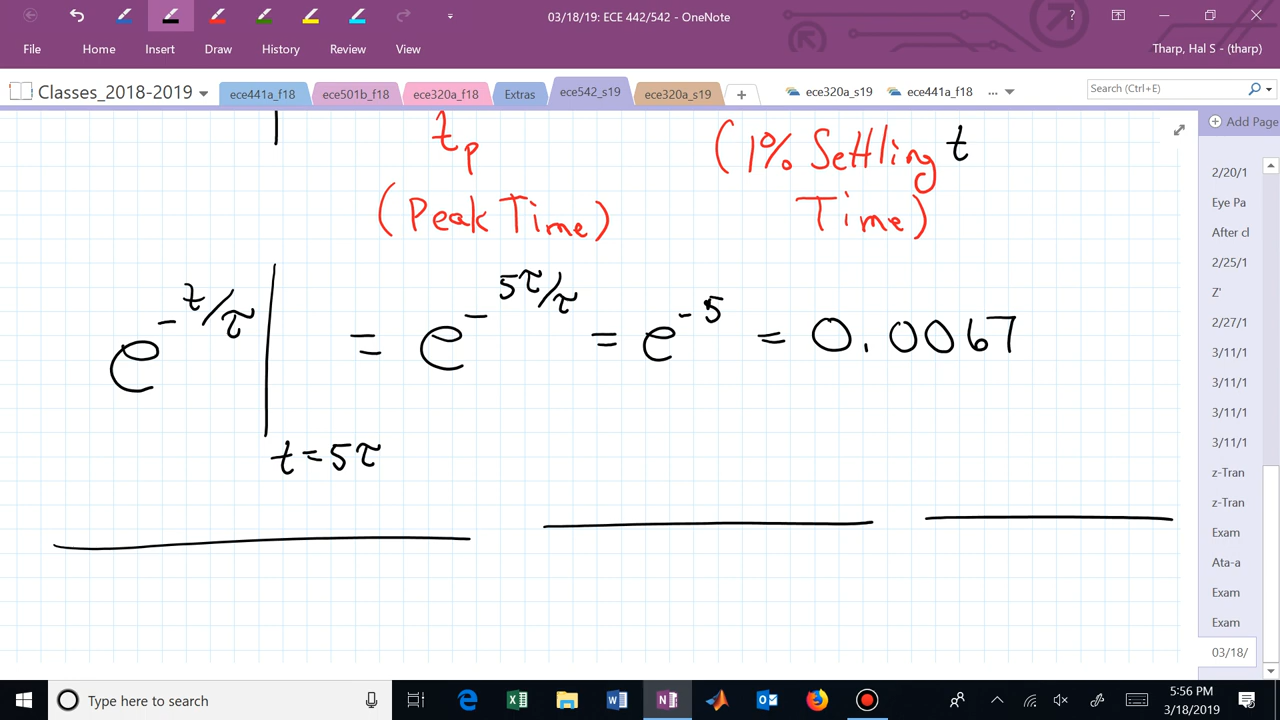 03/18/19: ECE 442/542 - OneNote
?
File Home Insert Draw History Review View
Tharp, Hal S - (tharp)
Classes_2018-2019 ece441a_f18 ece501b_f18 ece320a_f18 Extras ece542_s19 ece320a_s19 + ece320a_s19 ece441a_f18 ...
Search (Ctrl+E)
Add Page
t_p
(Peak Time)
(1% Settling t
Time)
e^{-t/τ} | = e^{-5τ/τ} = e^{-5} = 0.0067
t=5τ
2/20/1
Eye Pa
After cl
2/25/1
Z'
2/27/1
3/11/1
3/11/1
3/11/1
3/11/1
z-Tran
z-Tran
Exam
Ata-a
Exam
Exam
03/18/
Type here to search
5:56 PM
3/18/2019